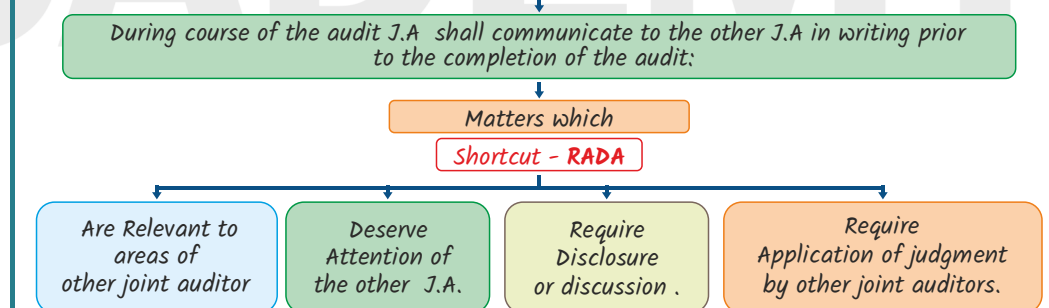 During course of the audit J.A shall communicate to the other J.A in writing prior
to the completion of the audit:
Matters which
Shortcut - RADA
Are Relevant to
areas of
other joint auditor
Deserve
Attention of
the other J.A.
Require
Disclosure
or discussion .
Require
Application of judgment
by other joint auditors.